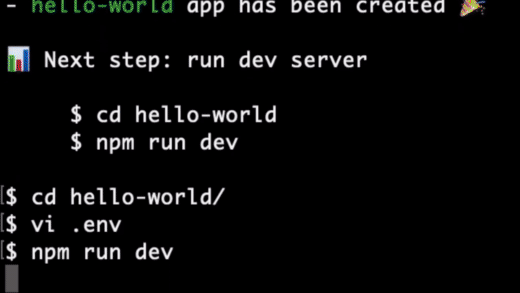 - hello-world app has been created 🎉
📊 Next step: run dev server
$ cd hello-world
$ npm run dev
[$ cd hello-world/
[$ vi .env
[$ npm run dev